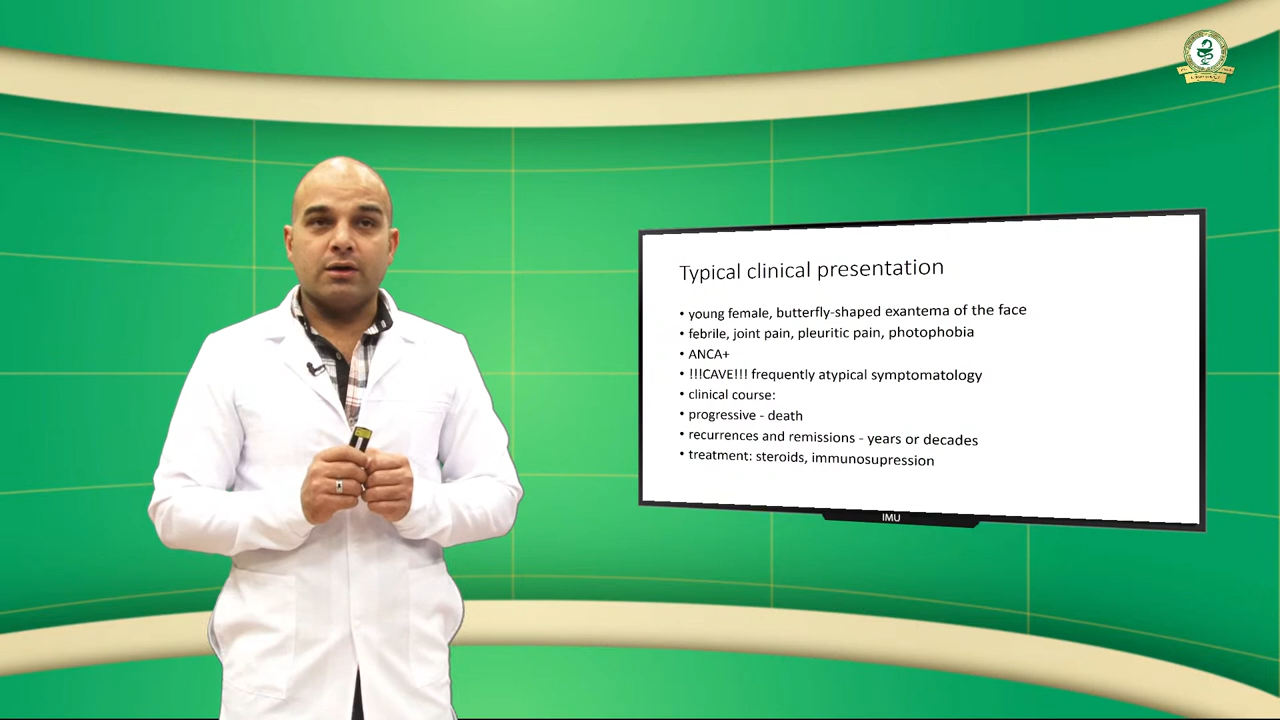 Typical clinical presentation
• young female, butterfly-shaped exantema of the face
• febrile, joint pain, pleuritic pain, photophobia
• ANCA+
• !!!CAVE!!! frequently atypical symptomatology
• clinical course:
• progressive - death
• recurrences and remissions - years or decades
• treatment: steroids, immunosupression
IMU